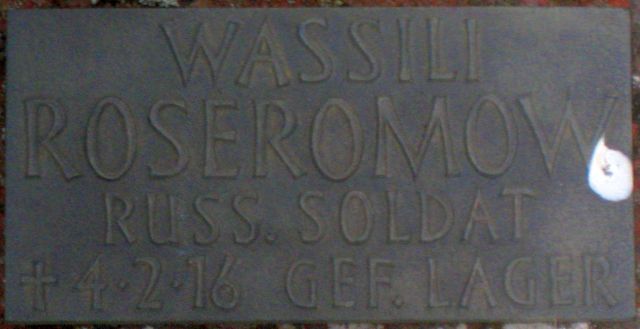 WASSILI
ROSEROMOW
RUSS. SOLDAT
† 4·2·16 GEF. LAGER